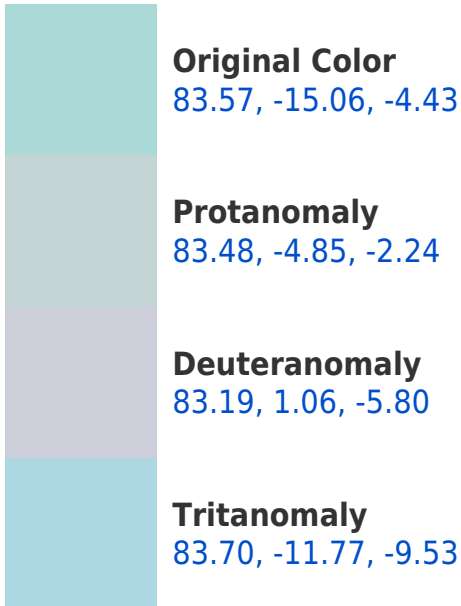 Original Color
83.57, -15.06, -4.43
Protanomaly
83.48, -4.85, -2.24
Deuteranomaly
83.19, 1.06, -5.80
Tritanomaly
83.70, -11.77, -9.53